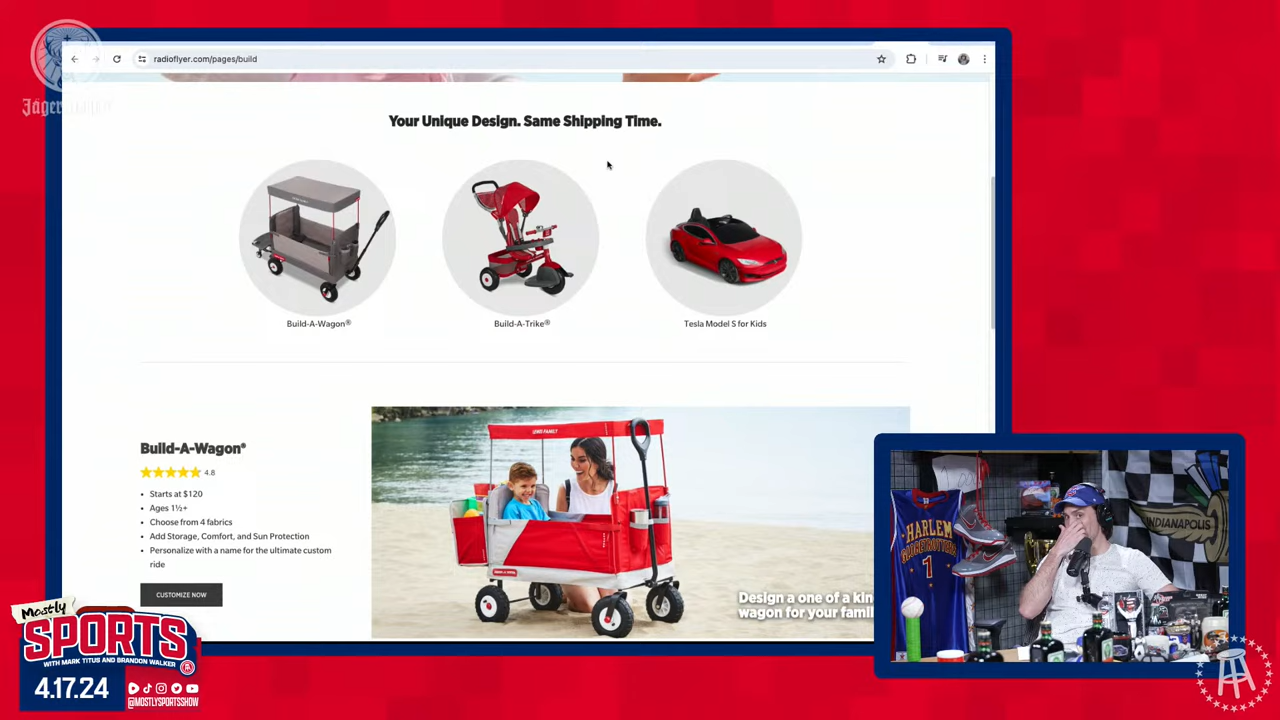 radioflyer.com/pages/build
Your Unique Design. Same Shipping Time.
Build-A-Wagon®
Build-A-Trike®
Tesla Model S for Kids
Build-A-Wagon®
4.8
• Starts at $120
• Ages 1½+
• Choose from 4 fabrics
• Add Storage, Comfort, and Sun Protection
• Personalize with a name for the ultimate custom
ride
CUSTOMIZE NOW
LEWIS FAMILY
Design a one of a kin
wagon for your famil
HARLEM
GLOBETROTTERS
1
INDIANAPOLIS
Mostly
SPORTS
WITH MARK TITUS AND BRANDON WALKER
4.17.24
@MOSTLYSPORTSSHOW